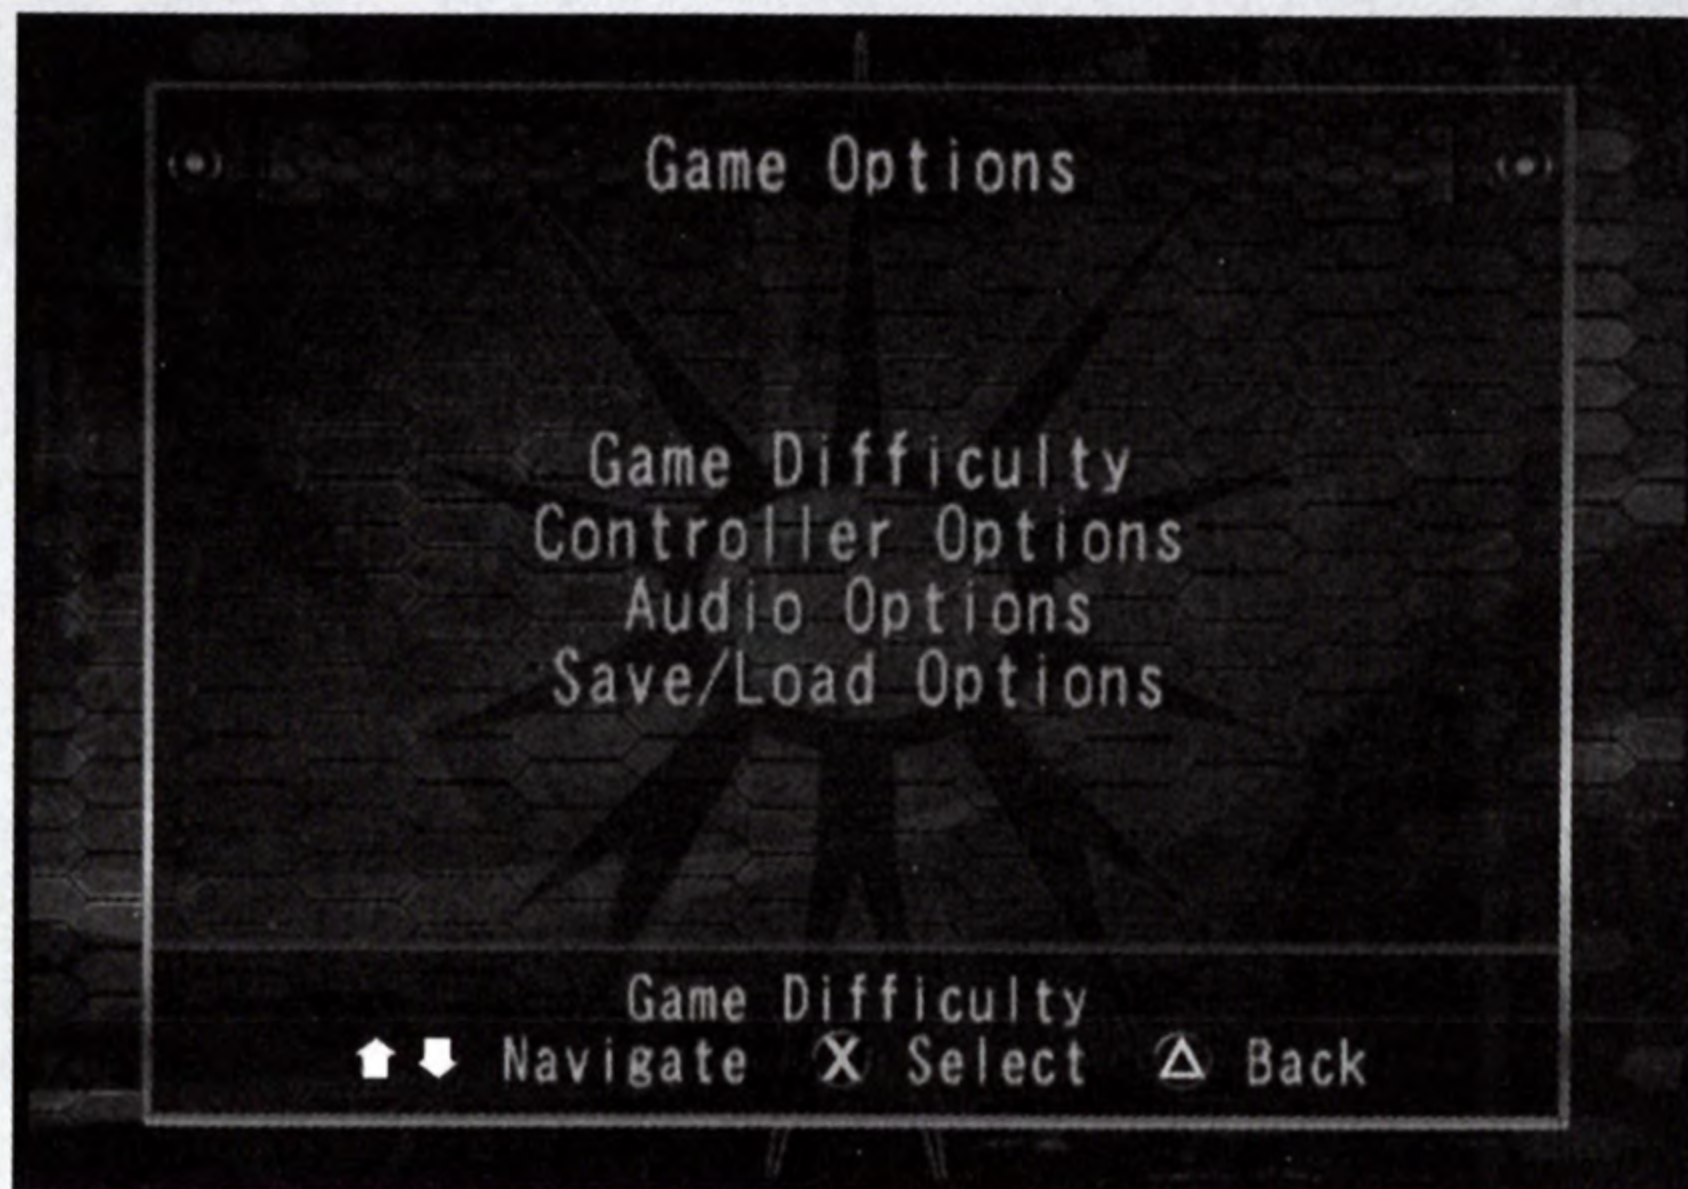 Game Options
Game Difficulty
Controller Options
Audio Options
Save/Load Options
Game Difficulty
Navigate X Select Back